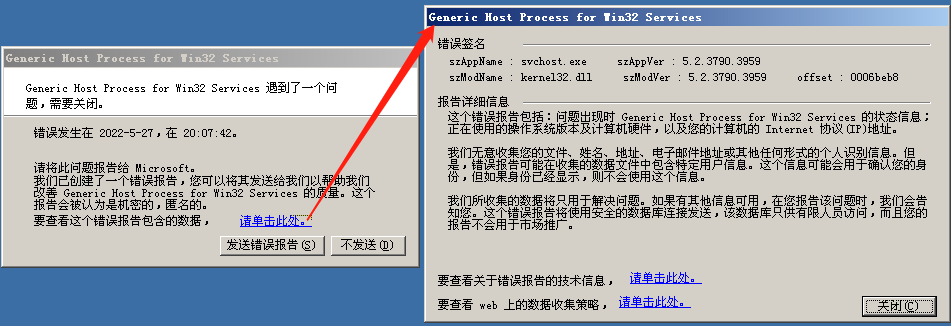 Generic Host Process for Win32 Services
Generic Host Process for Win32 Services 遇到了一个问
题，需要关闭。
错误发生在 2022-5-27，在 20:07:42。
请将此问题报告给 Microsoft。
我们已创建了一个错误报告，您可以将其发送给我们以帮助我们
改善 Generic Host Process for Win32 Services 的质量。这个
报告会被认为是机密的，匿名的。
要查看这个错误报告包含的数据， 请单击此处。
发送错误报告(S) 不发送(D)
Generic Host Process for Win32 Services
错误签名
szAppName : svchost.exe szAppVer : 5.2.3790.3959
szModName : kernel32.dll szModVer : 5.2.3790.3959 offset : 0006beb8
报告详细信息
这个错误报告包括：问题出现时 Generic Host Process for Win32 Services 的状态信息；
正在使用的操作系统版本及计算机硬件，以及您的计算机的 Internet 协议(IP)地址。
我们无意收集您的文件、姓名、地址、电子邮件地址或其他任何形式的个人识别信息。但
是，错误报告可能在收集的数据文件中包含特定用户信息。这个信息可能会用于确认您的身
份，但如果身份已经显示，则不会使用这个信息。
我们所收集的数据将只用于解决问题。如果有其他信息可用，在您报告该问题时，我们会告
知您。这个错误报告将使用安全的数据库连接发送，该数据库只供有限人员访问，而且您的
报告不会用于市场推广。
要查看关于错误报告的技术信息， 请单击此处。
要查看 web 上的数据收集策略， 请单击此处。
关闭(C)